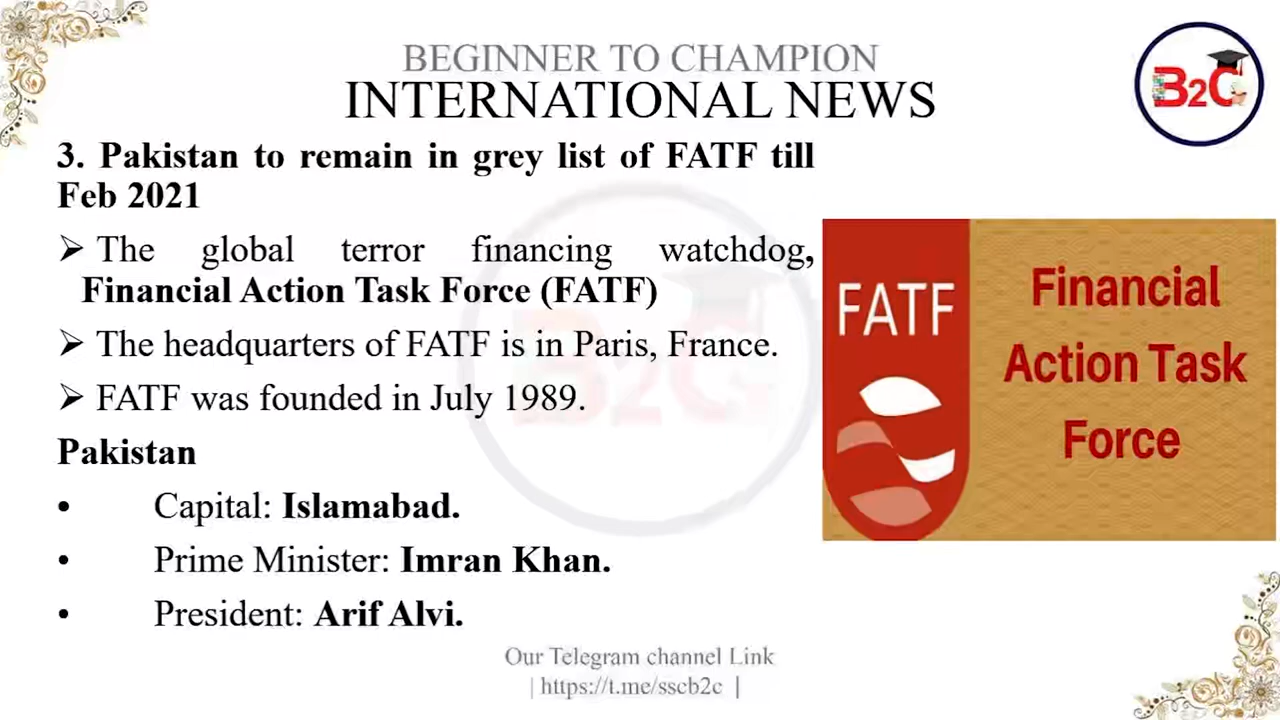 BEGINNER TO CHAMPION
INTERNATIONAL NEWS
B2C
3. Pakistan to remain in grey list of FATF till
Feb 2021
➢ The global terror financing watchdog,
Financial Action Task Force (FATF)
➢ The headquarters of FATF is in Paris, France.
➢ FATF was founded in July 1989.
Pakistan
• Capital: Islamabad.
• Prime Minister: Imran Khan.
• President: Arif Alvi.
FATF
Financial
Action Task
Force
B2C
Our Telegram channel Link
| https://t.me/sscb2c |